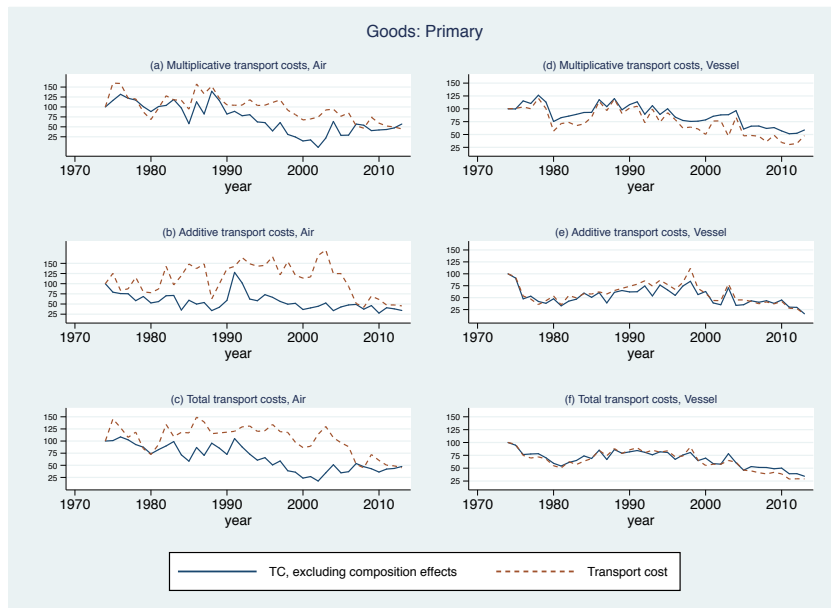 Goods: Primary
(a) Multiplicative transport costs, Air
150
125
100
75
50
25
1970 1980 1990 2000 2010
year
(d) Multiplicative transport costs, Vessel
150
125
100
75
50
25
1970 1980 1990 2000 2010
year
(b) Additive transport costs, Air
150
125
100
75
50
25
1970 1980 1990 2000 2010
year
(e) Additive transport costs, Vessel
150
125
100
75
50
25
1970 1980 1990 2000 2010
year
(c) Total transport costs, Air
150
125
100
75
50
25
1970 1980 1990 2000 2010
year
(f) Total transport costs, Vessel
150
125
100
75
50
25
1970 1980 1990 2000 2010
year
TC, excluding composition effects Transport cost